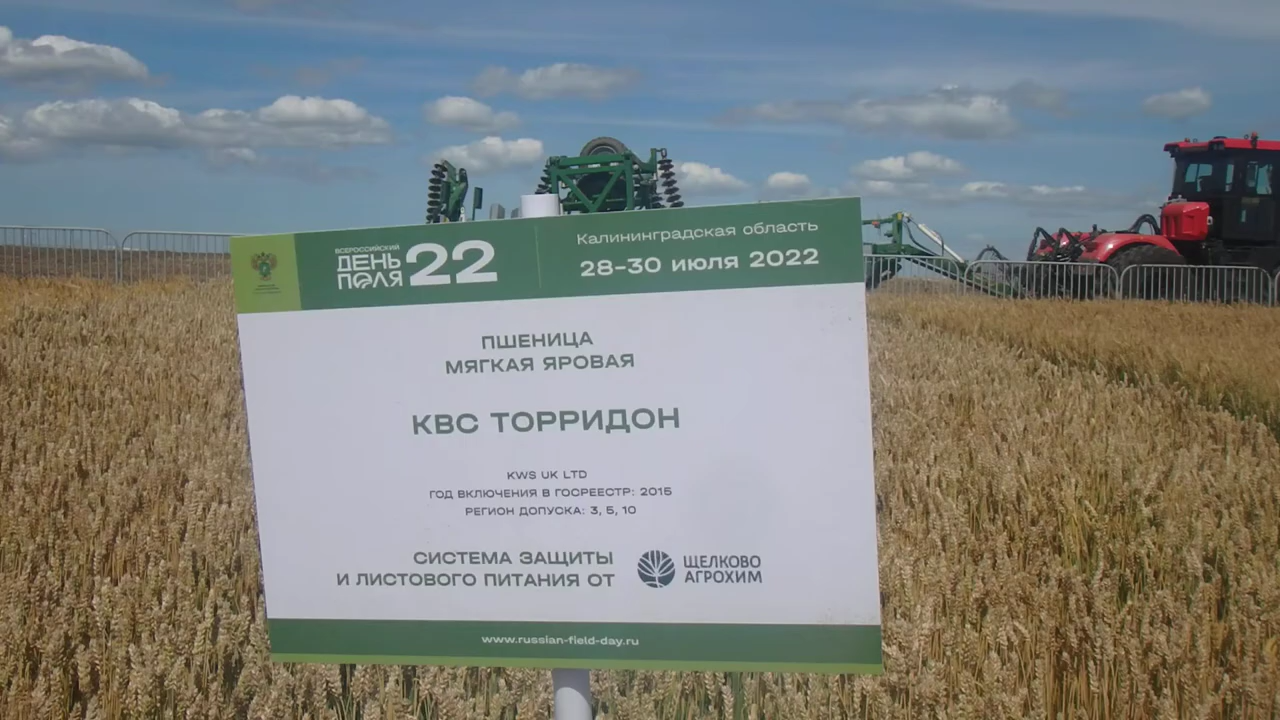 ВСЕРОССИЙСКИЙ
ДЕНЬ
ПОЛЯ 22
Калининградская область
28-30 июля 2022
ПШЕНИЦА
МЯГКАЯ ЯРОВАЯ
КВС ТОРРИДОН
KWS UK LTD
ГОД ВКЛЮЧЕНИЯ В ГОСРЕЕСТР: 2015
РЕГИОН ДОПУСКА: 3, 5, 10
СИСТЕМА ЗАЩИТЫ
И ЛИСТОВОГО ПИТАНИЯ ОТ
ЩЕЛКОВО
АГРОХИМ
www.russian-field-day.ru